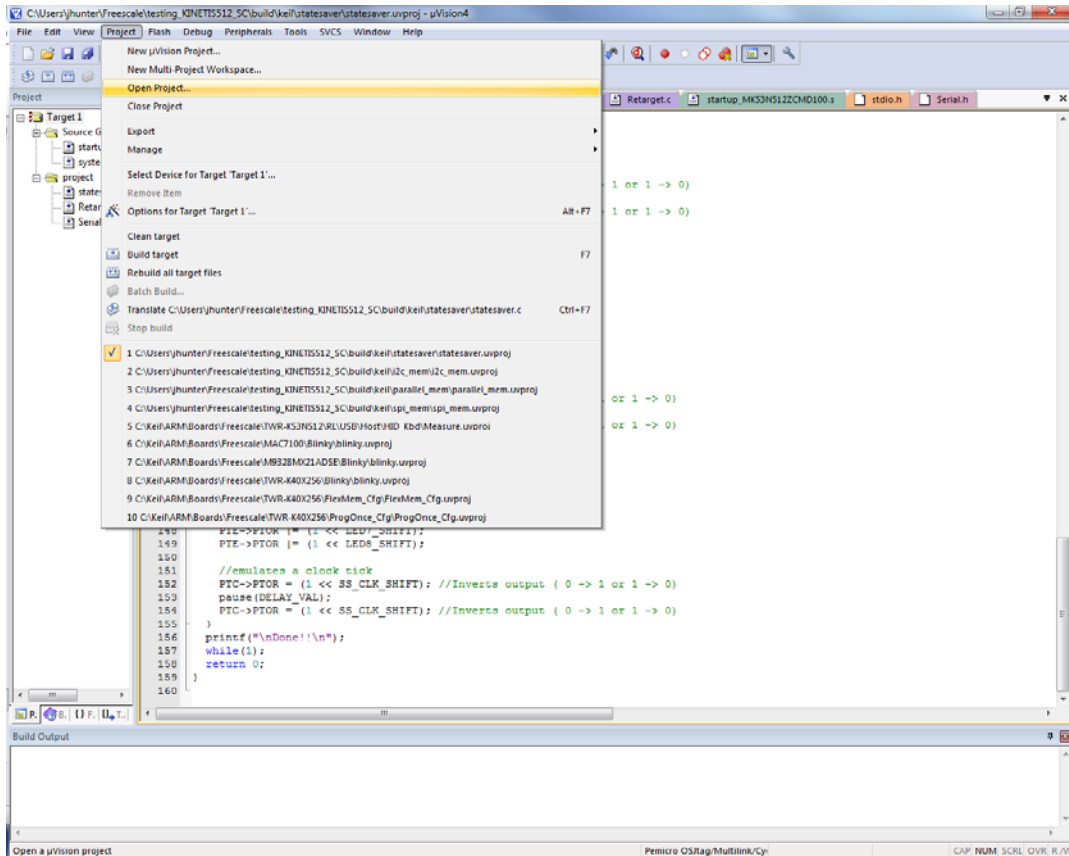 C:\Users\jhunter\Freescale\testing_KINETIS512_SC\build\keil\statesaver\statesaver.uvproj - µVision4
File Edit View Project Flash Debug Peripherals Tools SVCS Window Help
New µVision Project...
New Multi-Project Workspace...
Open Project...
Close Project
Export
Manage
Select Device for Target 'Target 1'...
Remove Item
Options for Target 'Target 1'... Alt+F7
Clean target
Build target F7
Rebuild all target files
Batch Build...
Translate C:\Users\jhunter\Freescale\testing_KINETIS512_SC\build\keil\statesaver\statesaver.c Ctrl+F7
Stop build
1 C:\Users\jhunter\Freescale\testing_KINETIS512_SC\build\keil\statesaver\statesaver.uvproj
2 C:\Users\jhunter\Freescale\testing_KINETIS512_SC\build\keil\i2c_mem\i2c_mem.uvproj
3 C:\Users\jhunter\Freescale\testing_KINETIS512_SC\build\keil\parallel_mem\parallel_mem.uvproj
4 C:\Users\jhunter\Freescale\testing_KINETIS512_SC\build\keil\spi_mem\spi_mem.uvproj
5 C:\Keil\ARM\Boards\Freescale\TWR-K53N512\RL\USB\Host\HID_Kbd\Measure.uvproj
6 C:\Keil\ARM\Boards\Freescale\MAC7100\Blinky\blinky.uvproj
7 C:\Keil\ARM\Boards\Freescale\M9328MX21ADSE\Blinky\blinky.uvproj
8 C:\Keil\ARM\Boards\Freescale\TWR-K40X256\Blinky\blinky.uvproj
9 C:\Keil\ARM\Boards\Freescale\TWR-K40X256\FlexMem_Cfg\FlexMem_Cfg.uvproj
10 C:\Keil\ARM\Boards\Freescale\TWR-K40X256\ProgOnce_Cfg\ProgOnce_Cfg.uvproj
Project
Target 1
Source G
startu
syste
project
state
Retar
Serial
Retarget.c startup_MK53N512ZCMD100.s stdio.h Serial.h
1 or 1 -> 0)
1 or 1 -> 0)
or 1 -> 0)
or 1 -> 0)
148 PTE->PTOR |= (1 << LED7_SHIFT);
149 PTE->PTOR |= (1 << LED8_SHIFT);
150
151 //emulates a clock tick
152 PTC->PTOR = (1 << SS_CLK_SHIFT); //Inverts output ( 0 -> 1 or 1 -> 0)
153 pause(DELAY_VAL);
154 PTC->PTOR = (1 << SS_CLK_SHIFT); //Inverts output ( 0 -> 1 or 1 -> 0)
155 }
156 printf("\nDone!!\n");
157 while(1);
158 return 0;
159 }
160
P. B. {} F. T..
Build Output
Open a µVision project
Pemicro OSJtag/Multilink/Cy
CAP NUM SCRL OVR R/W